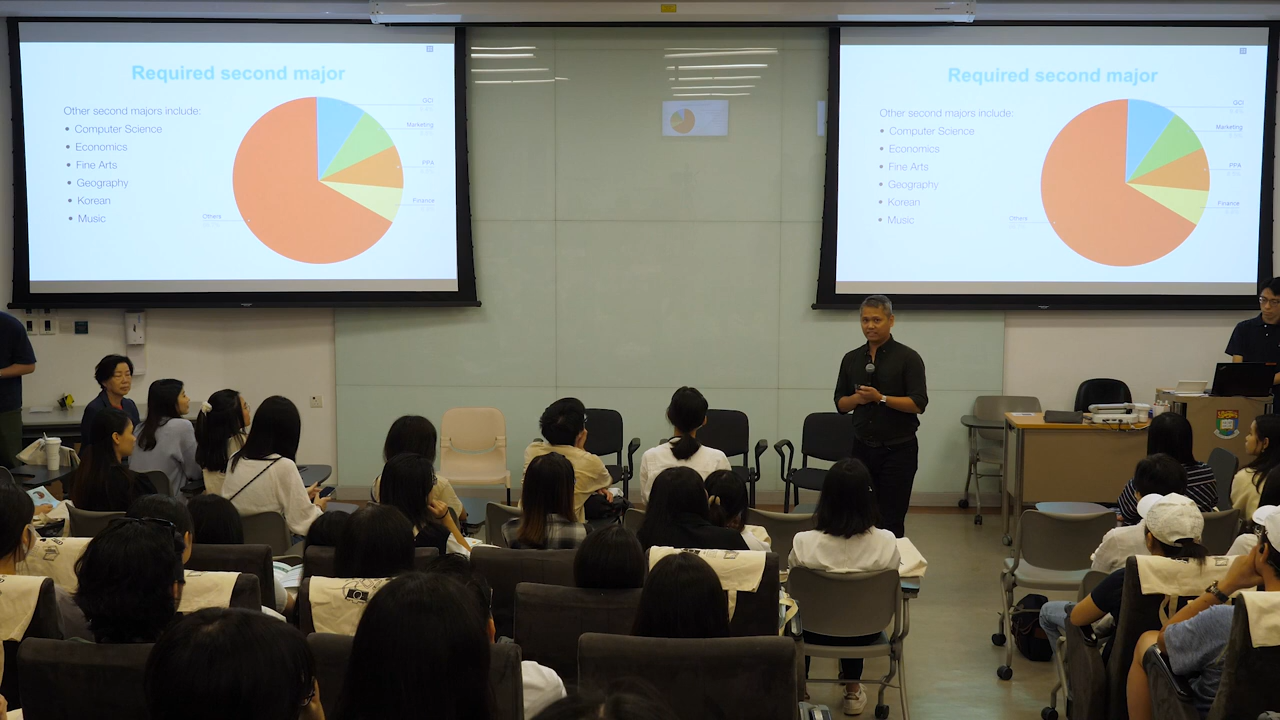 Required second major
Other second majors include:
• Computer Science
• Economics
• Fine Arts
• Geography
• Korean
• Music
GCI
Marketing
PPA
Finance
Others
Required second major
Other second majors include:
• Computer Science
• Economics
• Fine Arts
• Geography
• Korean
• Music
GCI
Marketing
PPA
Finance
Others